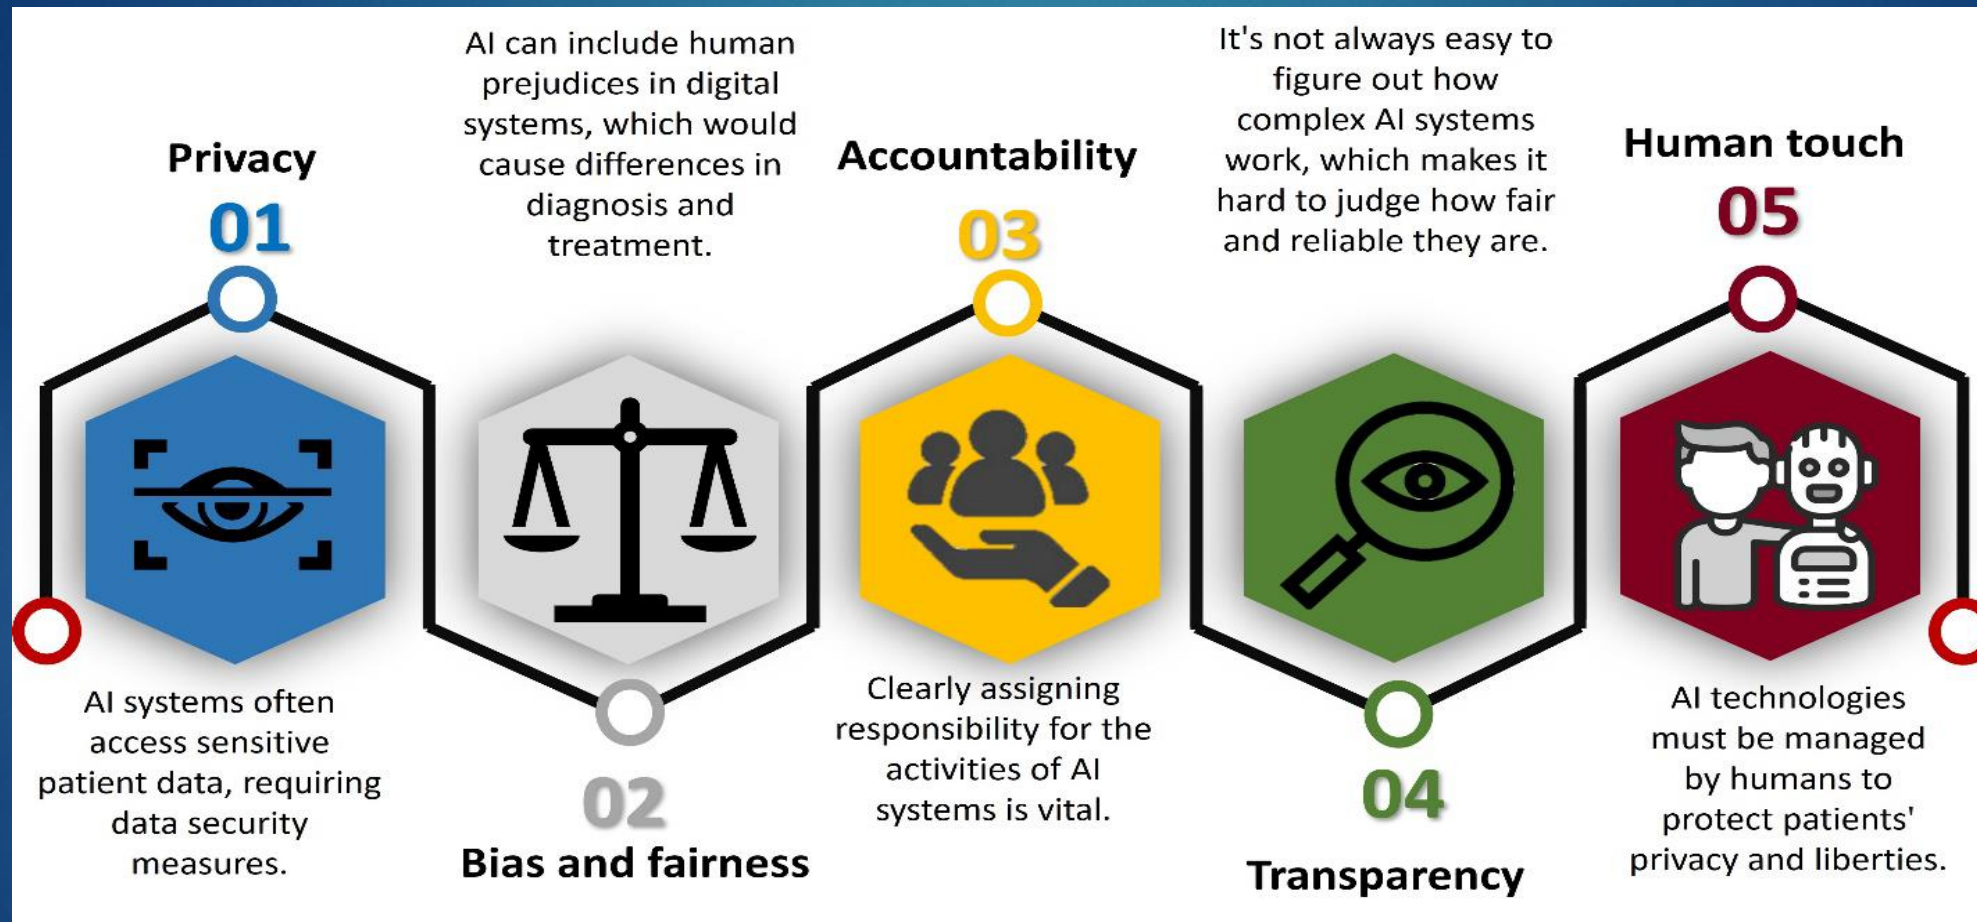 Privacy
01
AI systems often
access sensitive
patient data, requiring
data security
measures.
AI can include human
prejudices in digital
systems, which would
cause differences in
diagnosis and
treatment.
02
Bias and fairness
Accountability
03
Clearly assigning
responsibility for the
activities of AI
systems is vital.
It's not always easy to
figure out how
complex AI systems
work, which makes it
hard to judge how fair
and reliable they are.
04
Transparency
Human touch
05
AI technologies
must be managed
by humans to
protect patients'
privacy and liberties.